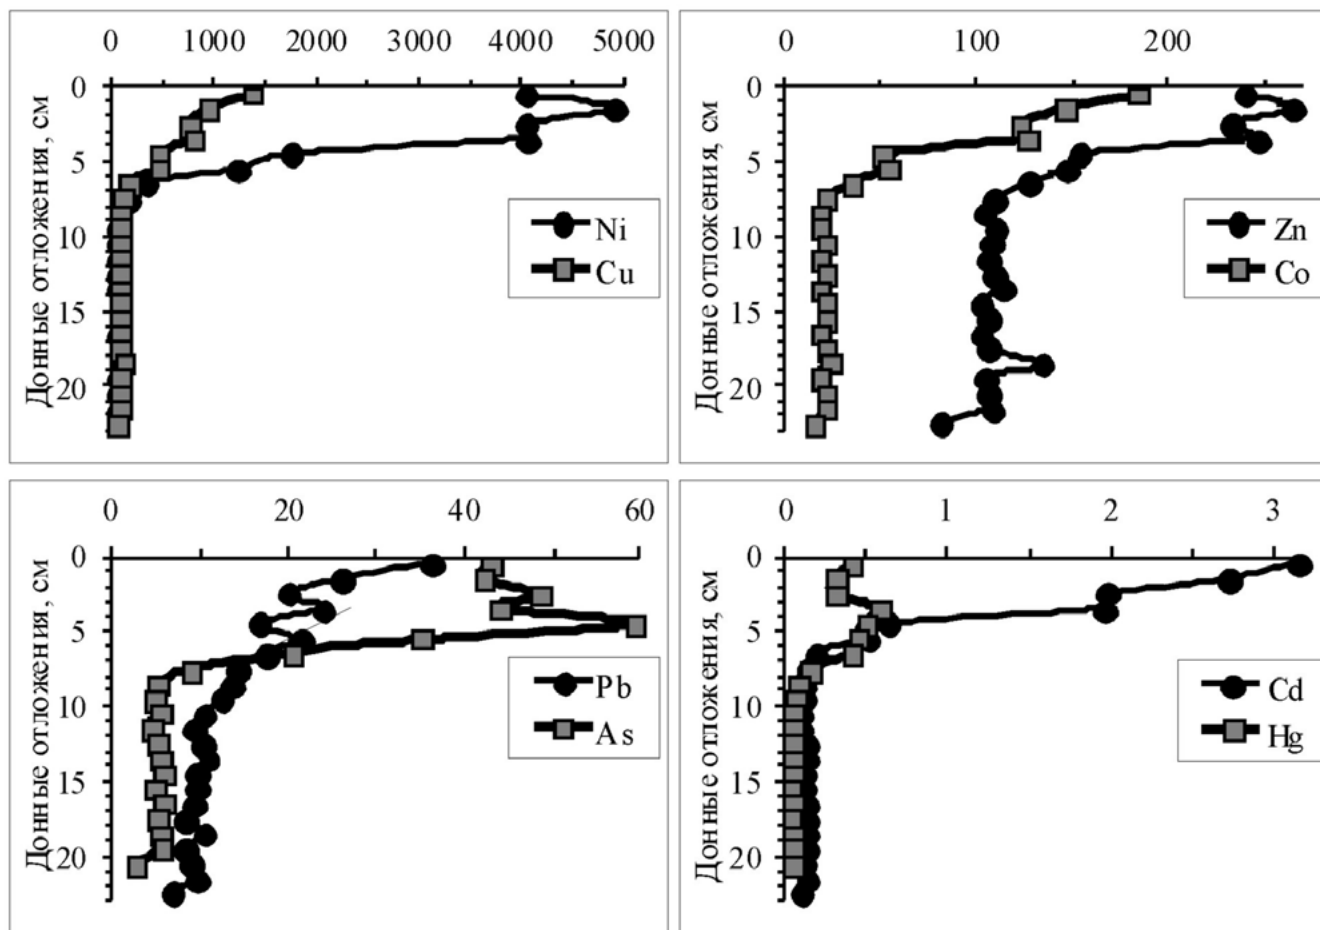 0 1000 2000 3000 4000 5000
0
5
10
15
20
Донные отложения, см
Ni
Cu
0 100 200
0
5
10
15
20
Донные отложения, см
Zn
Co
0 20 40 60
0
5
10
15
20
Донные отложения, см
Pb
As
0 1 2 3
0
5
10
15
20
Донные отложения, см
Cd
Hg